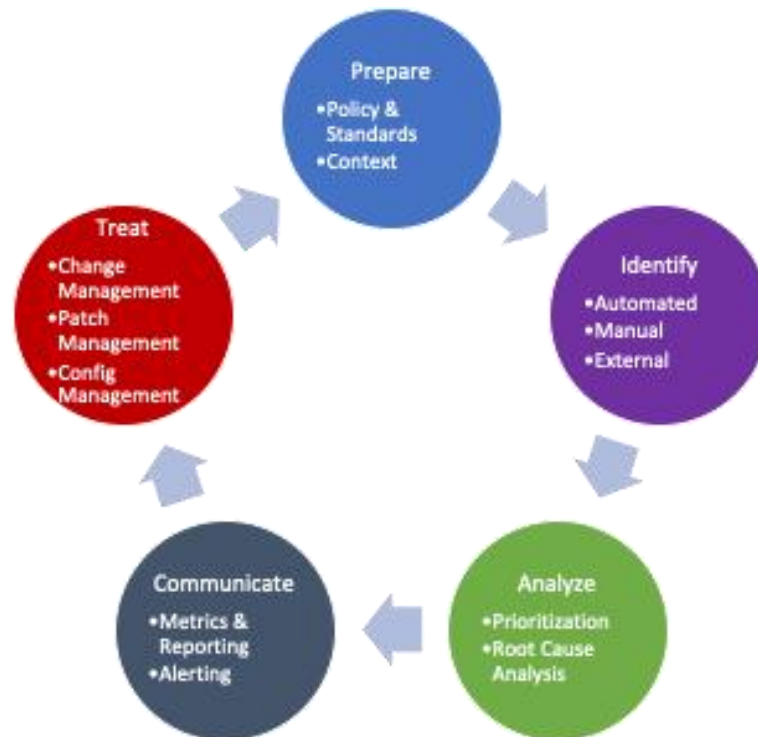 Prepare
•Policy &
Standards
•Context
Identify
•Automated
•Manual
•External
Analyze
•Prioritization
•Root Cause
Analysis
Communicate
•Metrics &
Reporting
•Alerting
Treat
•Change
Management
•Patch
Management
•Config
Management